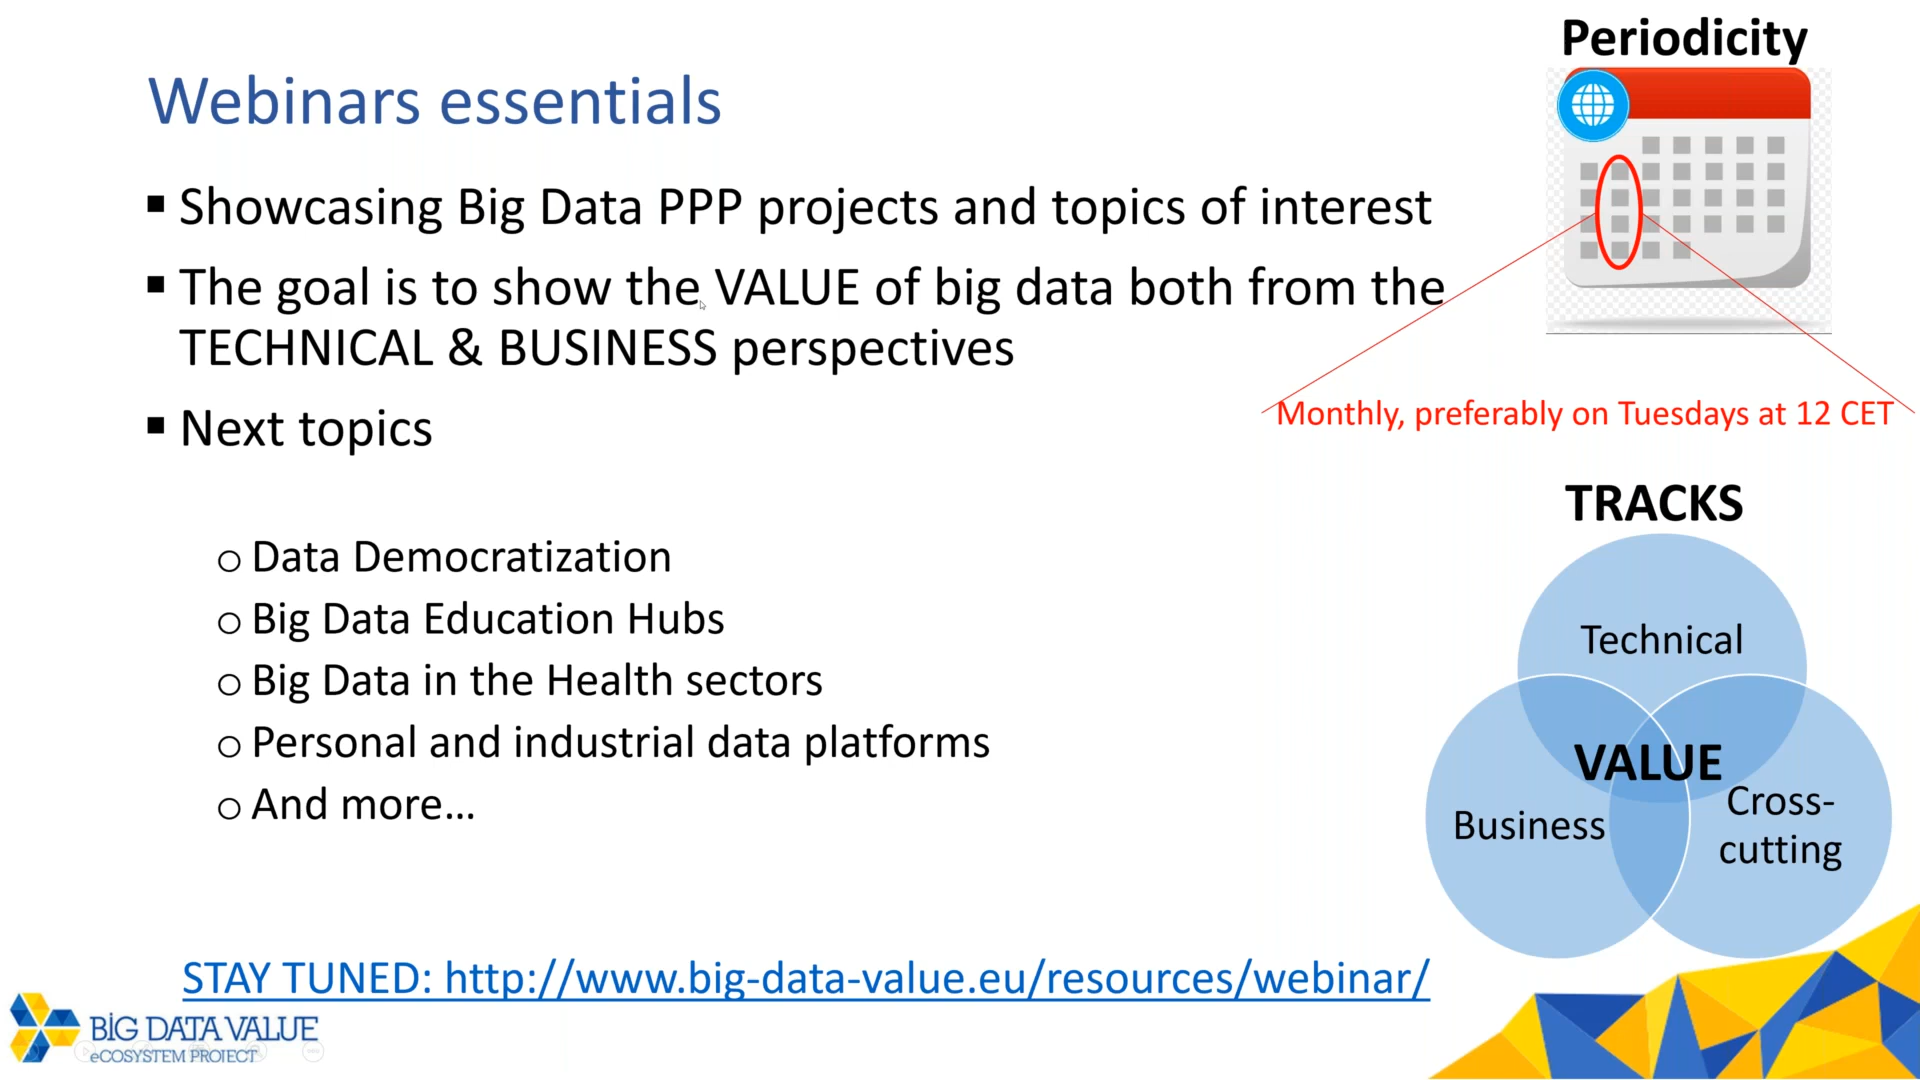 Webinars essentials
▪ Showcasing Big Data PPP projects and topics of interest
▪ The goal is to show the VALUE of big data both from the
TECHNICAL & BUSINESS perspectives
▪ Next topics
o Data Democratization
o Big Data Education Hubs
o Big Data in the Health sectors
o Personal and industrial data platforms
o And more...
STAY TUNED: http://www.big-data-value.eu/resources/webinar/
Periodicity
Monthly, preferably on Tuesdays at 12 CET
TRACKS
Technical
VALUE
Business
Cross-
cutting
BIG DATA VALUE
eCOSYSTEM PROJECT